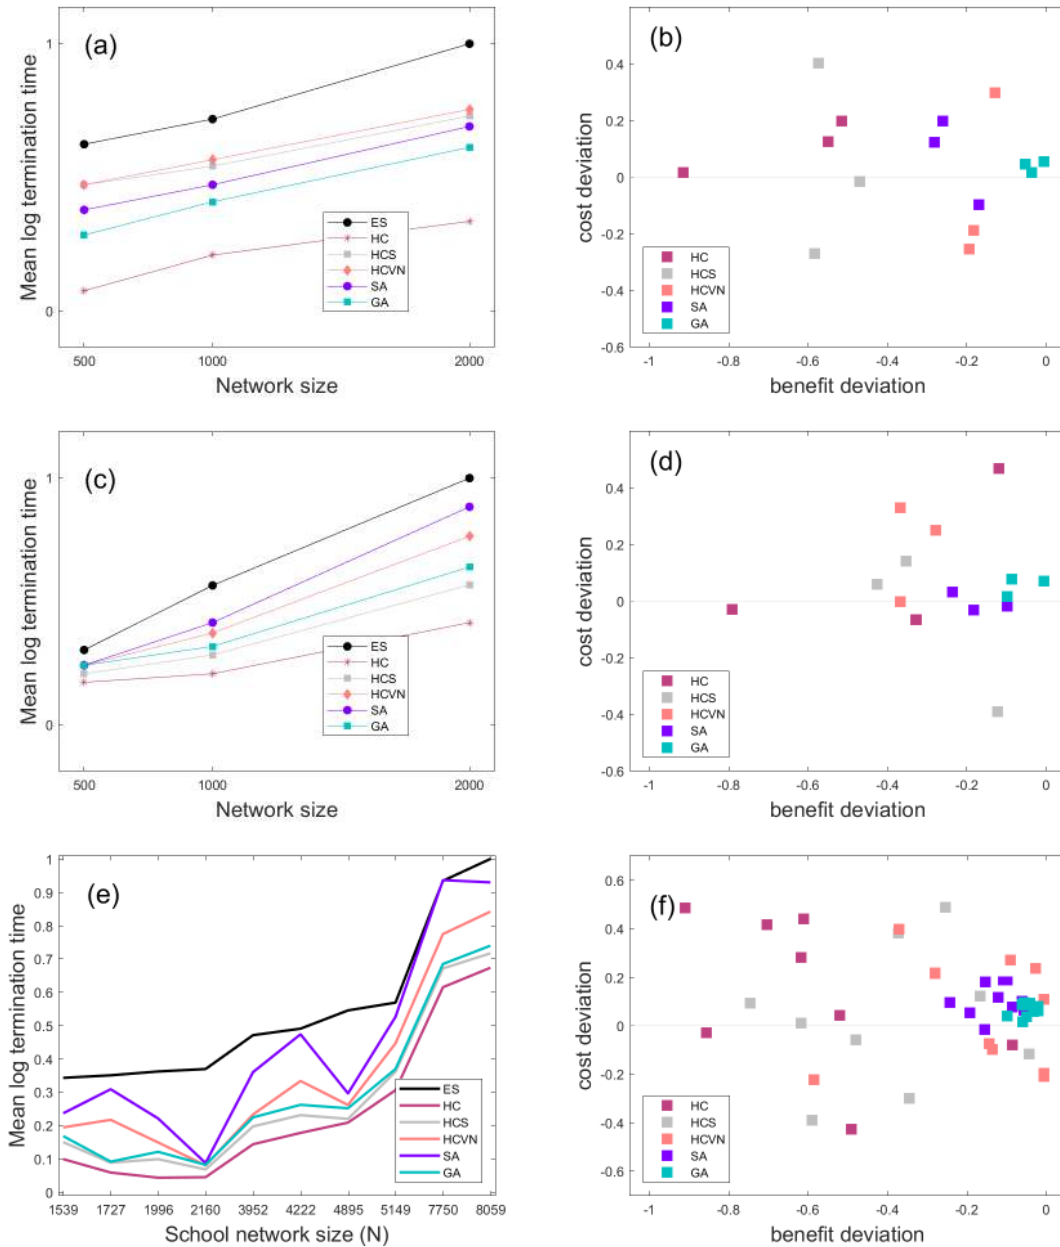 (a)
Mean log termination time
1
0
500
1000
2000
Network size
ES
HC
HCS
HCVN
SA
GA
(b)
cost deviation
0.4
0.2
0
-0.2
-0.4
-0.6
-1
-0.8
-0.6
-0.4
-0.2
0
benefit deviation
HC
HCS
HCVN
SA
GA
(c)
Mean log termination time
1
0
500
1000
2000
Network size
ES
HC
HCS
HCVN
SA
GA
(d)
cost deviation
0.4
0.2
0
-0.2
-0.4
-0.6
-1
-0.8
-0.6
-0.4
-0.2
0
benefit deviation
HC
HCS
HCVN
SA
GA
(e)
Mean log termination time
1
0.9
0.8
0.7
0.6
0.5
0.4
0.3
0.2
0.1
0
1539
1727
1996
2160
3952
4222
4895
5149
7750
8059
School network size (N)
ES
HC
HCS
HCVN
SA
GA
(f)
cost deviation
0.6
0.4
0.2
0
-0.2
-0.4
-0.6
-1
-0.8
-0.6
-0.4
-0.2
0
benefit deviation
HC
HCS
HCVN
SA
GA